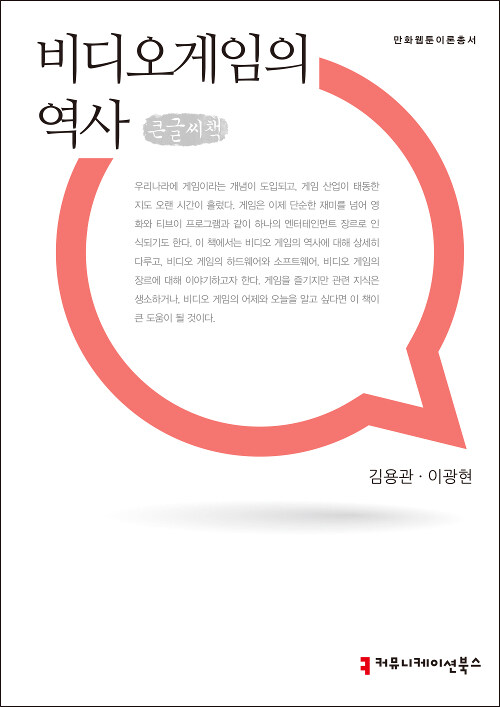 만화웹툰이론총서
비디오게임의
역사 큰글씨책
우리나라에 게임이라는 개념이 도입되고, 게임 산업이 태동한
지도 오랜 시간이 흘렀다. 게임은 이제 단순한 재미를 넘어 영
화와 티브이 프로그램과 같이 하나의 엔터테인먼트 장르로 인
식되기도 한다. 이 책에서는 비디오 게임의 역사에 대해 상세히
다루고, 비디오 게임의 하드웨어와 소프트웨어, 비디오 게임의
장르에 대해 이야기하고자 한다. 게임을 즐기지만 관련 지식은
생소하거나, 비디오 게임의 어제와 오늘을 알고 싶다면 이 책이
큰 도움이 될 것이다.
김용관 · 이광현
커뮤니케이션북스